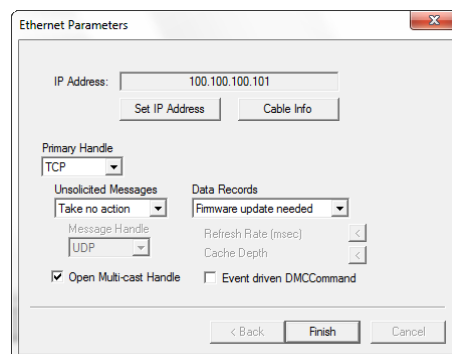 Ethernet Parameters
IP Address: 100.100.100.101
Set IP Address Cable Info
Primary Handle
TCP
Unsolicited Messages Data Records
Take no action Firmware update needed
Message Handle Refresh Rate (msec) <
UDP Cache Depth <
Open Multi-cast Handle Event driven DMCCommand
< Back Finish Cancel